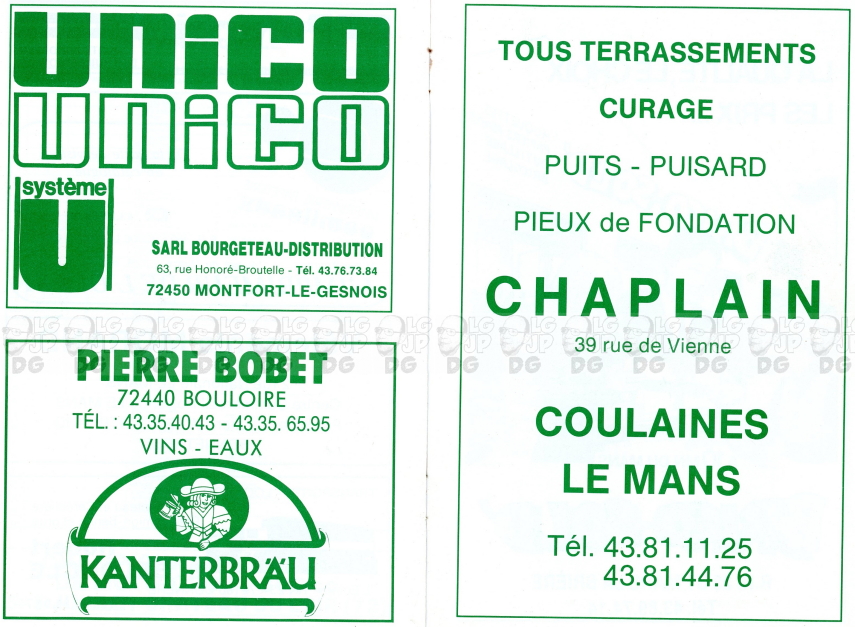 UNICO
UNICO
système
U
SARL BOURGETEAU-DISTRIBUTION
63, rue Honoré-Broutelle - Tél. 43.76.73.84
72450 MONTFORT-LE-GESNOIS
PIERRE BOBET
72440 BOULOIRE
TÉL. : 43.35.40.43 - 43.35. 65.95
VINS - EAUX
KANTERBRÄU
TOUS TERRASSEMENTS
CURAGE
PUITS - PUISARD
PIEUX de FONDATION
CHAPLAIN
39 rue de Vienne
COULAINES
LE MANS
Tél. 43.81.11.25
43.81.44.76
LG
JP
DG